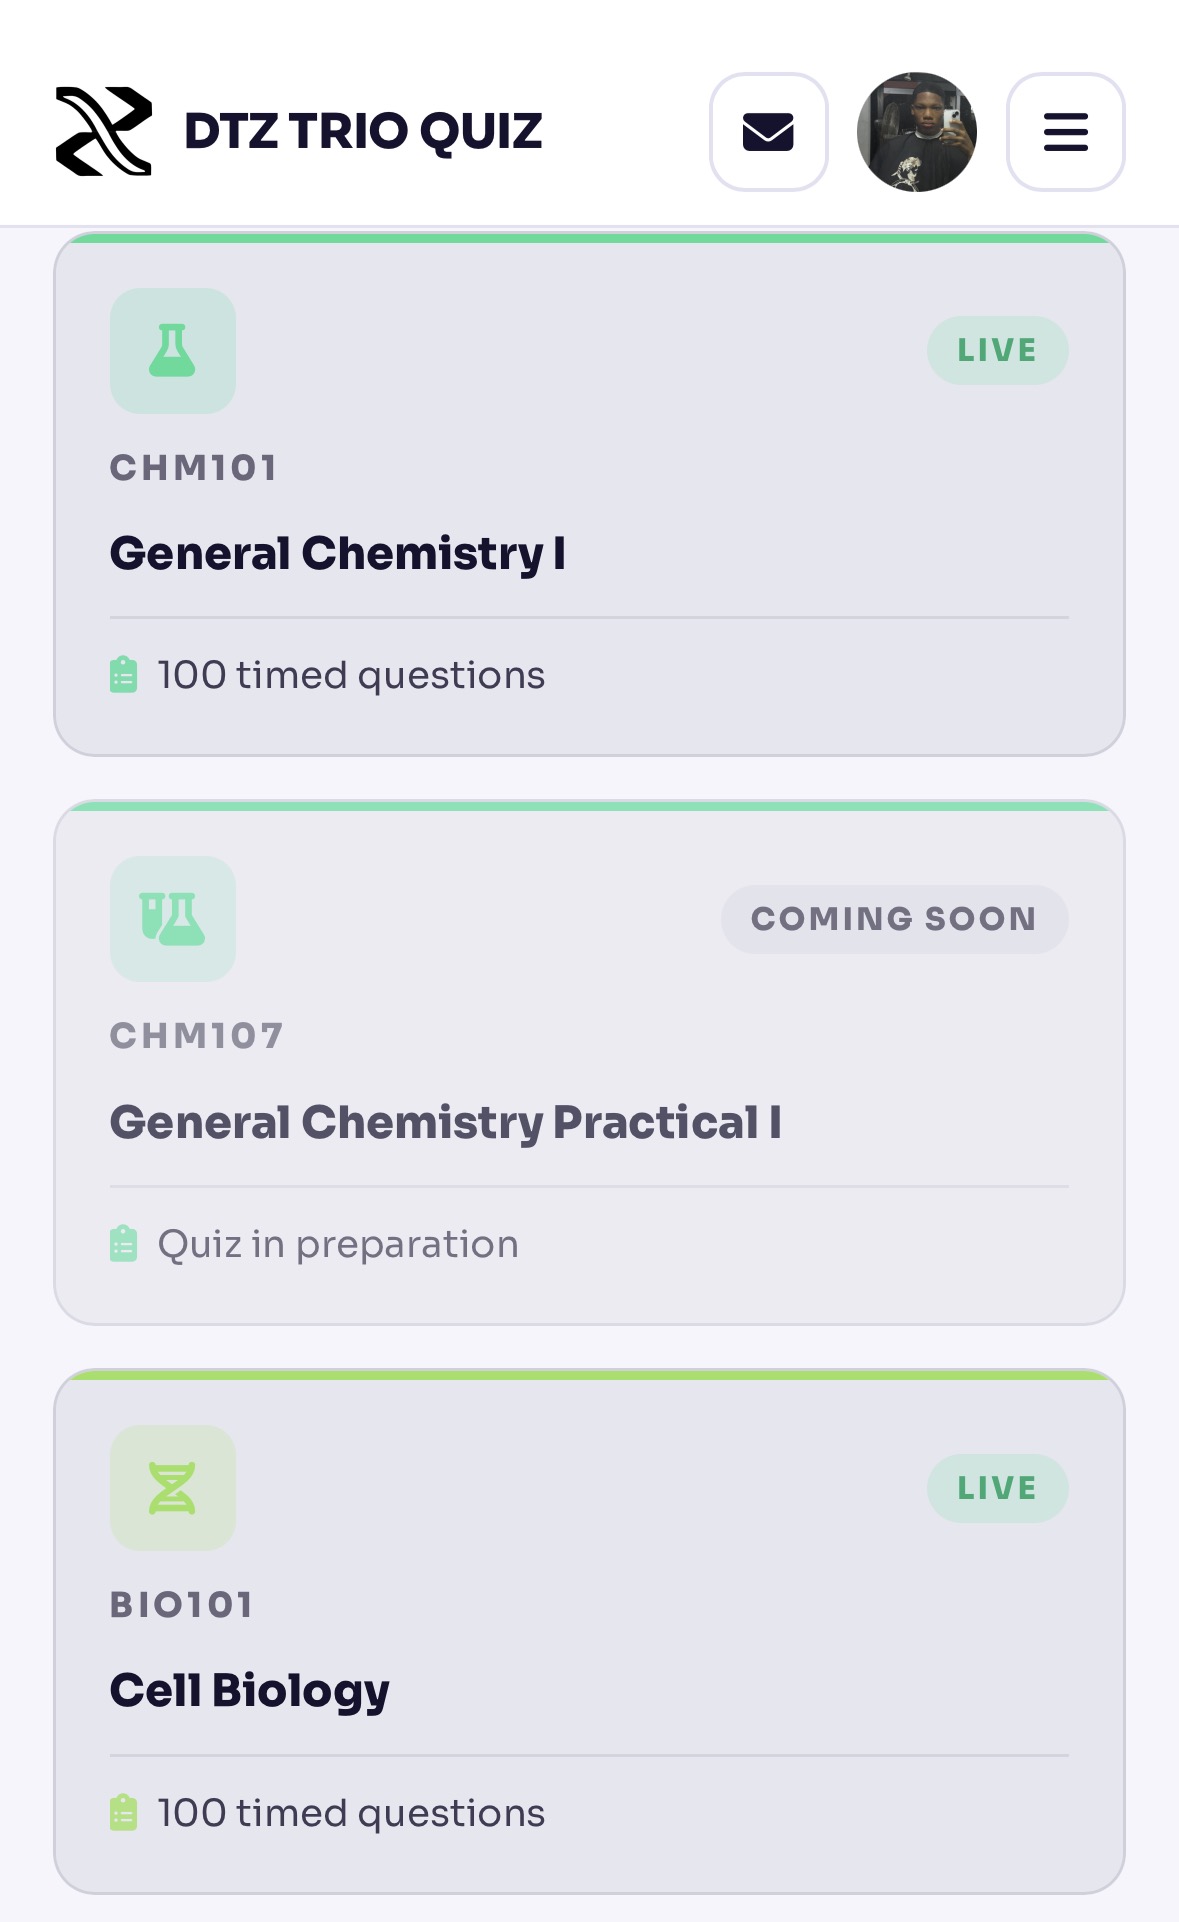 DTZ TRIO QUIZ
LIVE
CHM101
General Chemistry I
100 timed questions
COMING SOON
CHM107
General Chemistry Practical I
Quiz in preparation
LIVE
BIO101
Cell Biology
100 timed questions